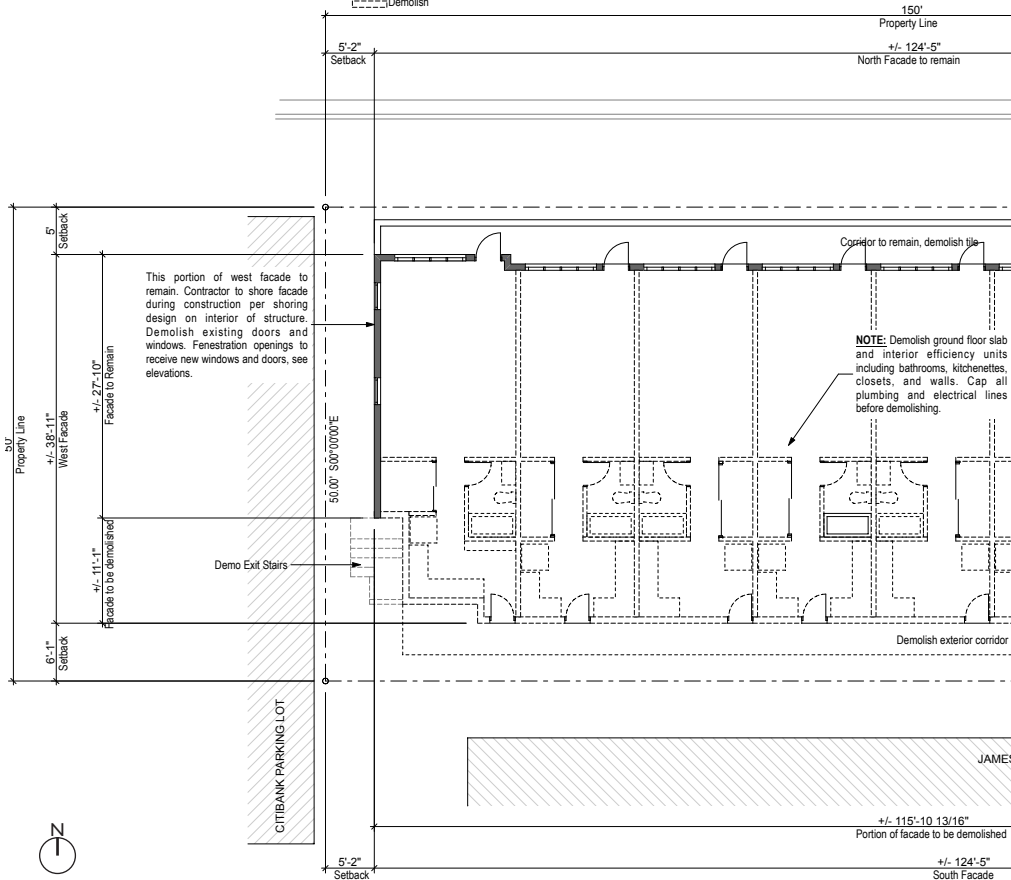 Demolish
150'
Property Line
5'-2"
Setback
+/- 124'-5"
North Facade to remain
5'
Setback
Corridor to remain, demolish tile
This portion of west facade to
remain. Contractor to shore facade
during construction per shoring
design on interior of structure.
Demolish existing doors and
windows. Fenestration openings to
receive new windows and doors, see
elevations.
NOTE: Demolish ground floor slab
and interior efficiency units
including bathrooms, kitchenettes,
closets, and walls. Cap all
plumbing and electrical lines
before demolishing.
+/- 27'-10"
Facade to Remain
50'
Property Line
+/- 38'-11"
West Facade
50.00' S00°00'00"E
+/- 11'-1"
Facade to be demolished
Demo Exit Stairs
6'-1"
Setback
Demolish exterior corridor
CITIBANK PARKING LOT
JAMES
N
+/- 115'-10 13/16"
Portion of facade to be demolished
5'-2"
Setback
+/- 124'-5"
South Facade